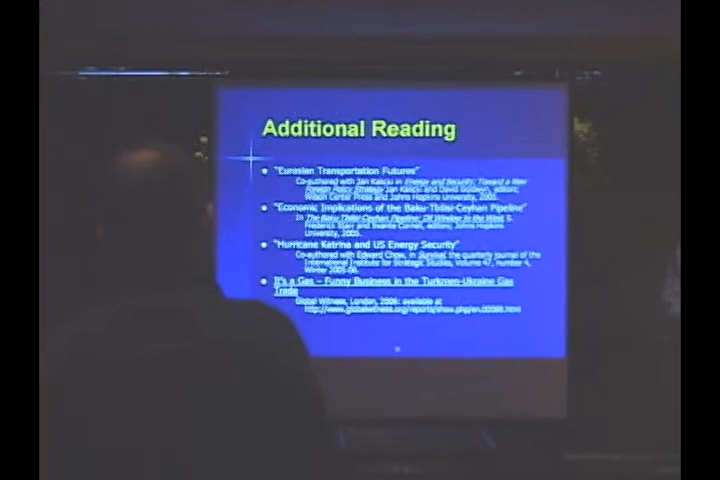 Additional Reading
• "Eurasian Transportation Futures"
Co-authored with Jan Kalicki in Energy and Security: Toward a New
Foreign Policy Strategy Jan Kalicki and David Goldwyn, editors;
Wilson Center Press and Johns Hopkins University, 2005.
• "Economic Implications of the Baku-Tbilisi-Ceyhan Pipeline"
In The Baku-Tbilisi-Ceyhan Pipeline: Oil Window to the West S.
Frederick Starr and Svante Cornell, editors; Johns Hopkins
University, 2005.
• "Hurricane Katrina and US Energy Security"
Co-authored with Edward Chow, in Survival, the quarterly journal of the
International Institute for Strategic Studies, Volume 47, number 4,
Winter 2005-06.
• It's a Gas – Funny Business in the Turkmen-Ukraine Gas
Trade
Global Witness, London, 2006: available at